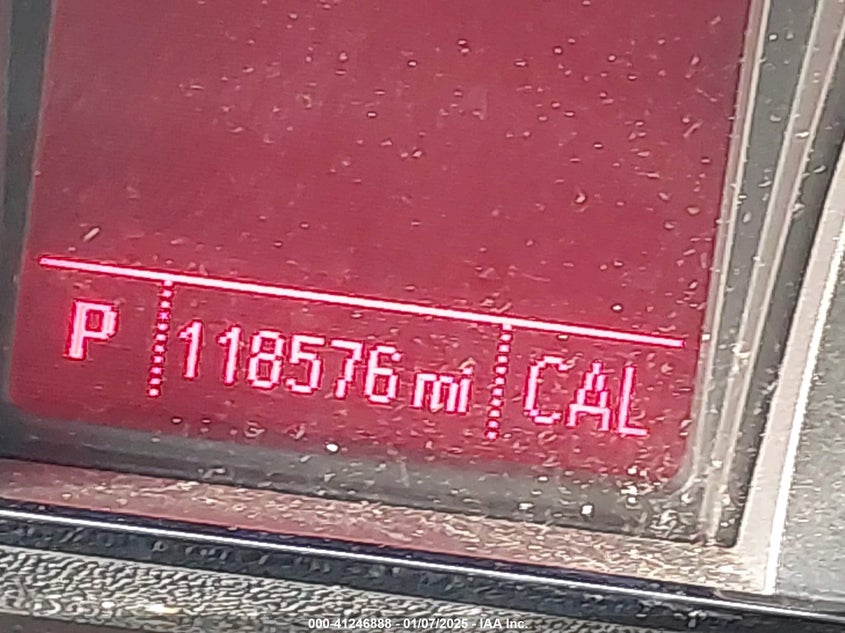 P 118576 mi CAL
000-41246888 - 01/07/2025 - IAA Inc.